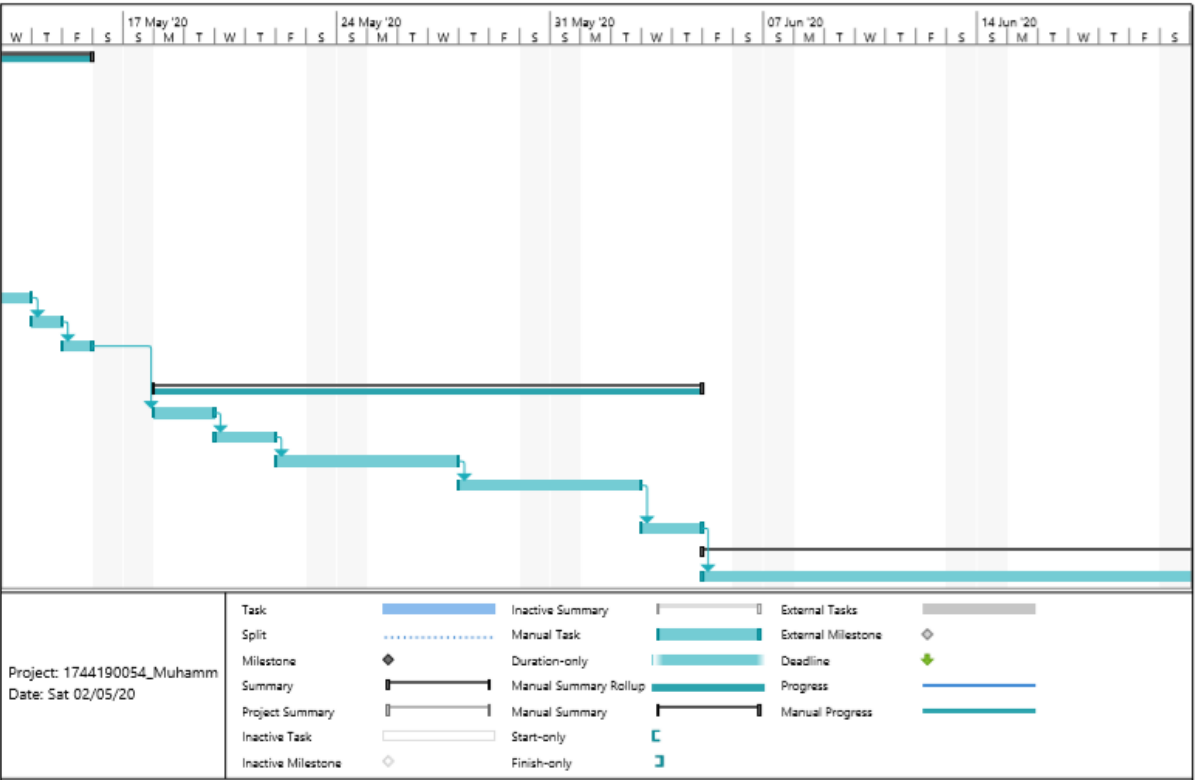 17 May '20 24 May '20 31 May '20 07 Jun '20 14 Jun '20
W T F S S M T W T F S S M T W T F S S M T W T F S S M T W T F S S M T W T F S
Task Inactive Summary External Tasks
Split Manual Task External Milestone
Milestone Duration-only Deadline
Project: 1744190054_Muhamm
Summary Manual Summary Rollup Progress
Date: Sat 02/05/20
Project Summary Manual Summary Manual Progress
Inactive Task Start-only
Inactive Milestone Finish-only